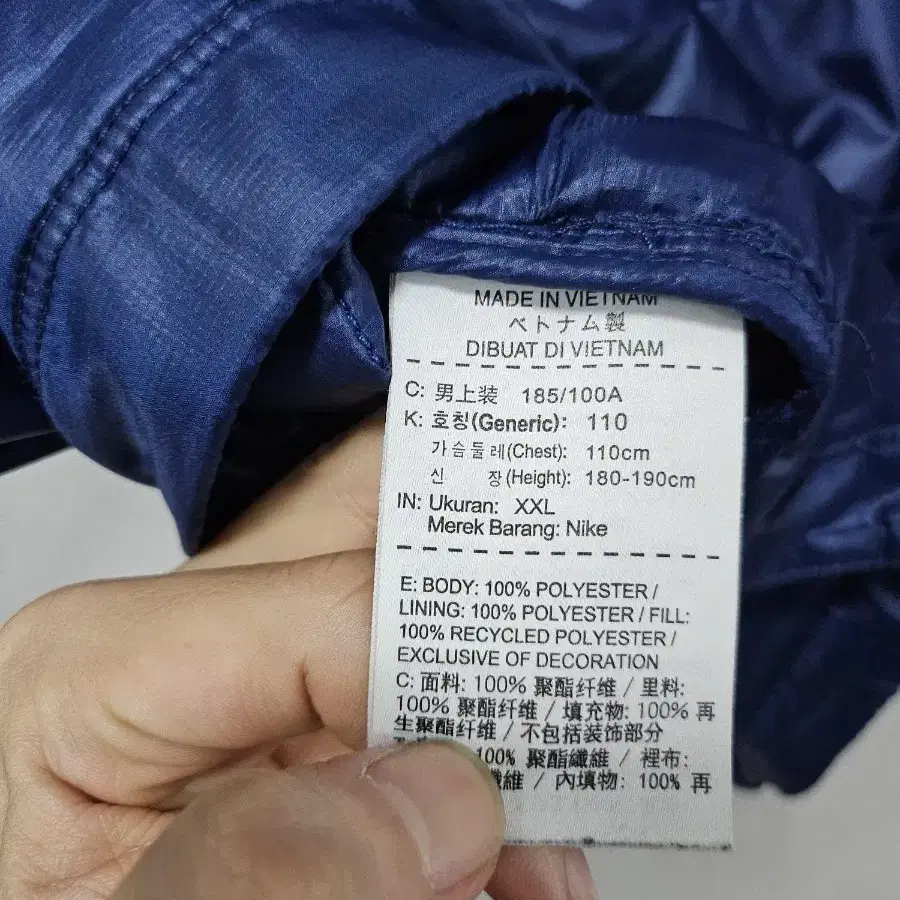 MADE IN VIETNAM
ベトナム製
DIBUAT DI VIETNAM
C: 男上装 185/100A
K: 호칭(Generic): 110
가슴둘레(Chest): 110cm
신 장(Height): 180-190cm
IN: Ukuran: XXL
Merek Barang: Nike
E: BODY: 100% POLYESTER /
LINING: 100% POLYESTER / FILL:
100% RECYCLED POLYESTER /
EXCLUSIVE OF DECORATION
C: 面料: 100% 聚酯纤维 / 里料:
100% 聚酯纤维 / 填充物: 100% 再
生聚酯纤维 / 不包括装饰部分
100% 聚酯纖維 / 裡布:
維 / 內填物: 100% 再